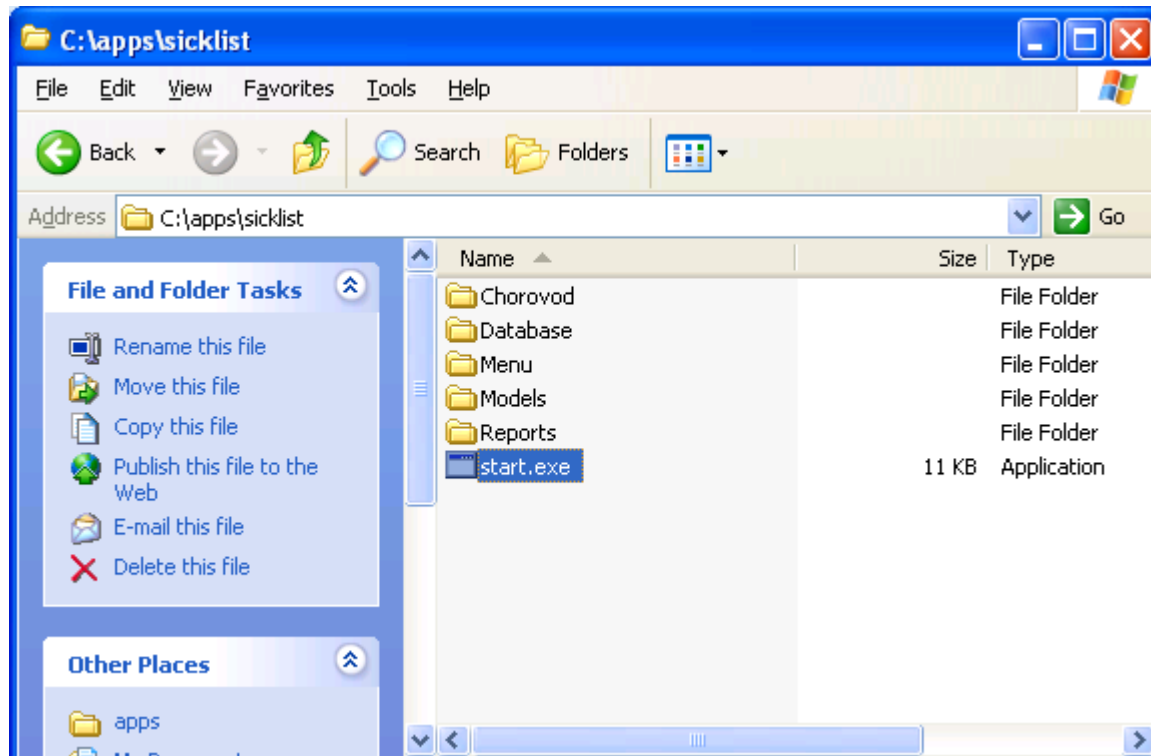 C:\apps\sicklist
File Edit View Favorites Tools Help
Back Search Folders
Address C:\apps\sicklist Go
File and Folder Tasks
Rename this file
Move this file
Copy this file
Publish this file to the
Web
E-mail this file
Delete this file
Other Places
apps
Name Size Type
Chorovod File Folder
Database File Folder
Menu File Folder
Models File Folder
Reports File Folder
start.exe 11 KB Application